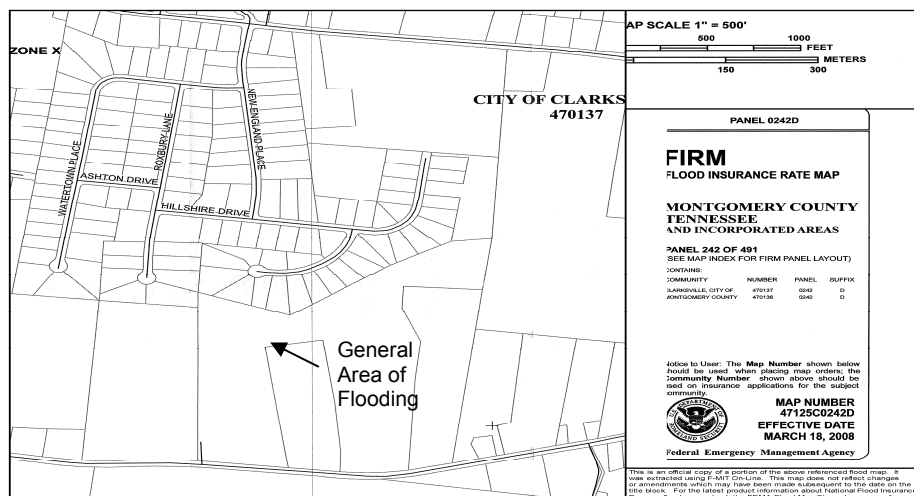 ZONE X
CITY OF CLARKS
470137
NEW ENGLAND PLACE
ROXBURY LANE
WATERTOWN PLACE
ASHTON DRIVE
HILLSHIRE DRIVE
General
Area of
Flooding
AP SCALE 1" = 500'
500 1000
FEET
METERS
150 300
PANEL 0242D
FIRM
FLOOD INSURANCE RATE MAP
MONTGOMERY COUNTY
TENNESSEE
AND INCORPORATED AREAS
PANEL 242 OF 491
(SEE MAP INDEX FOR FIRM PANEL LAYOUT)
CONTAINS:
COMMUNITY NUMBER PANEL SUFFIX
CLARKSVILLE, CITY OF 470137 0242 D
MONTGOMERY COUNTY 470136 0242 D
Notice to User: The Map Number shown below
should be used when placing map orders; the
Community Number shown above should be
used on insurance applications for the subject
community.
U.S. DEPARTMENT OF HOMELAND SECURITY
MAP NUMBER
47125C0242D
EFFECTIVE DATE
MARCH 18, 2008
Federal Emergency Management Agency
This is an official copy of a portion of the above referenced flood map. It
was extracted using F-MIT On-Line. This map does not reflect changes
or amendments which may have been made subsequent to the date on the
title block. For the latest product information about National Flood Insurance